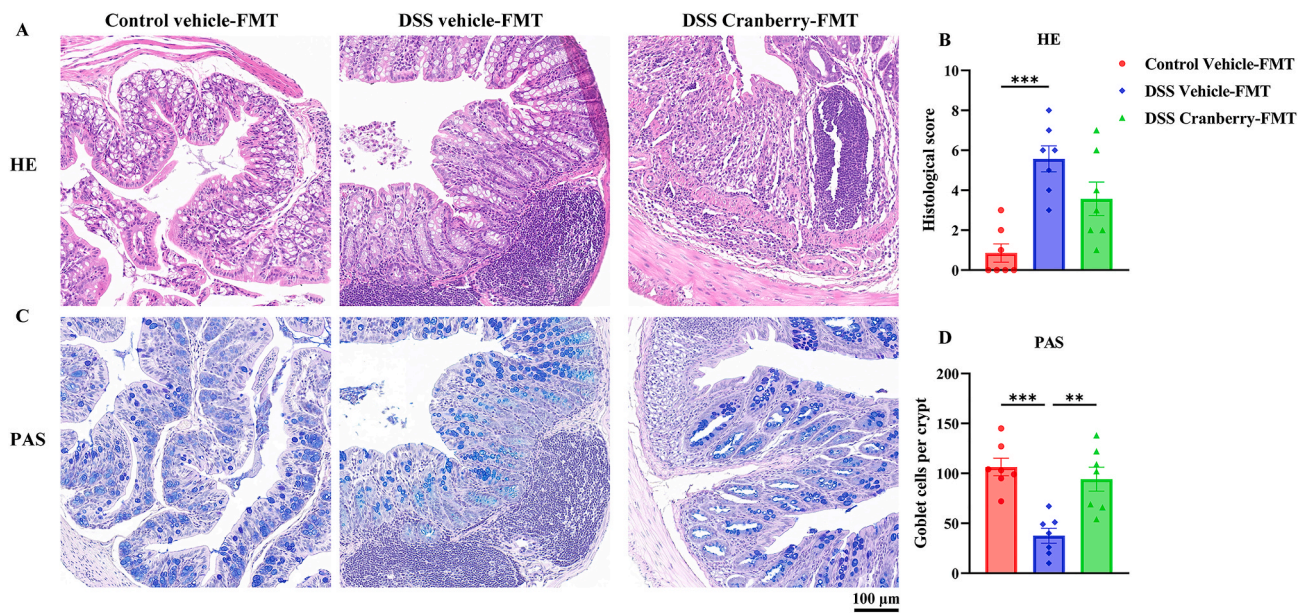 A
Control vehicle-FMT
DSS vehicle-FMT
DSS Cranberry-FMT
HE
B
HE
Histological score
10
8
6
4
2
0
***
Control Vehicle-FMT
DSS Vehicle-FMT
DSS Cranberry-FMT
C
PAS
100 μm
D
PAS
Goblet cells per crypt
200
150
100
50
0
***
**